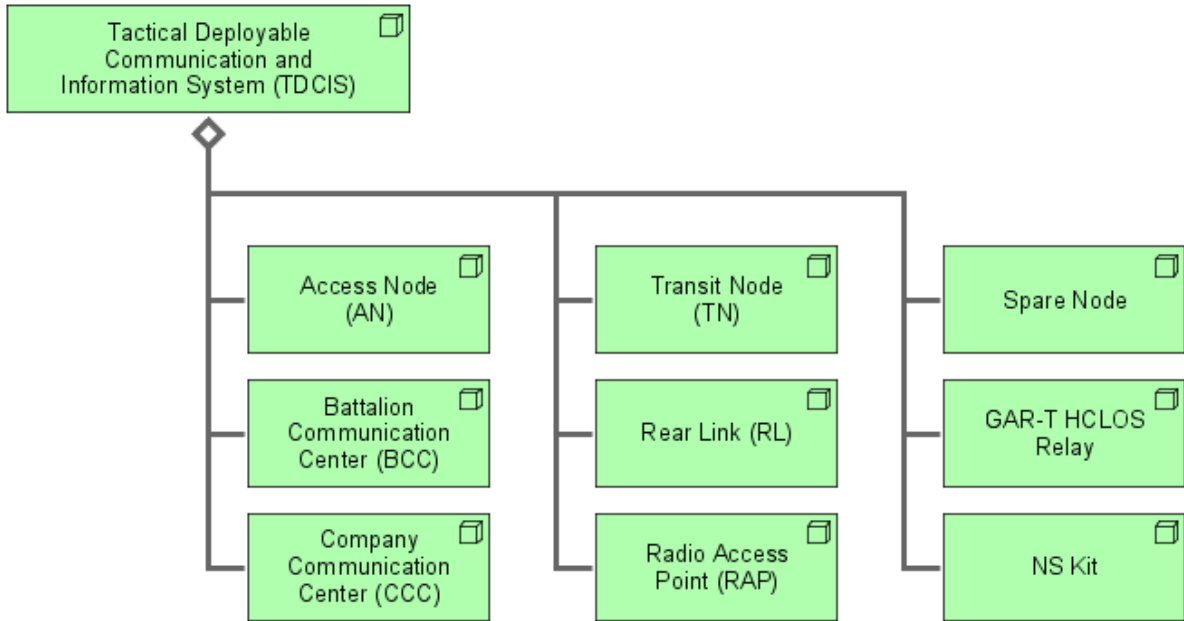 Tactical Deployable
Communication and
Information System (TDCIS)
Access Node
(AN)
Transit Node
(TN)
Spare Node
Battalion
Communication
Center (BCC)
Rear Link (RL)
GAR-T HCLOS
Relay
Company
Communication
Center (CCC)
Radio Access
Point (RAP)
NS Kit